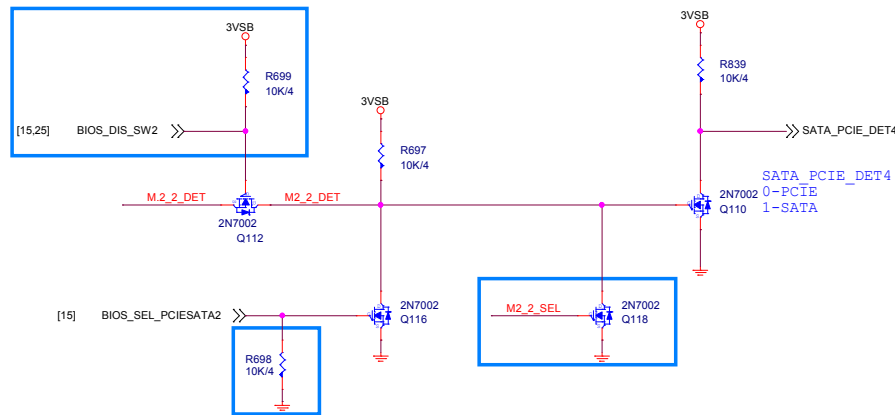 3VSB
R699
10K/4
[15,25] BIOS_DIS_SW2
3VSB
R697
10K/4
3VSB
R839
10K/4
SATA_PCIE_DET4
M.2_2_DET
M2_2_DET
2N7002
Q112
2N7002
Q110
SATA_PCIE_DET4
0-PCIE
1-SATA
[15] BIOS_SEL_PCIESATA2
2N7002
Q116
M2_2_SEL
2N7002
Q118
R698
10K/4